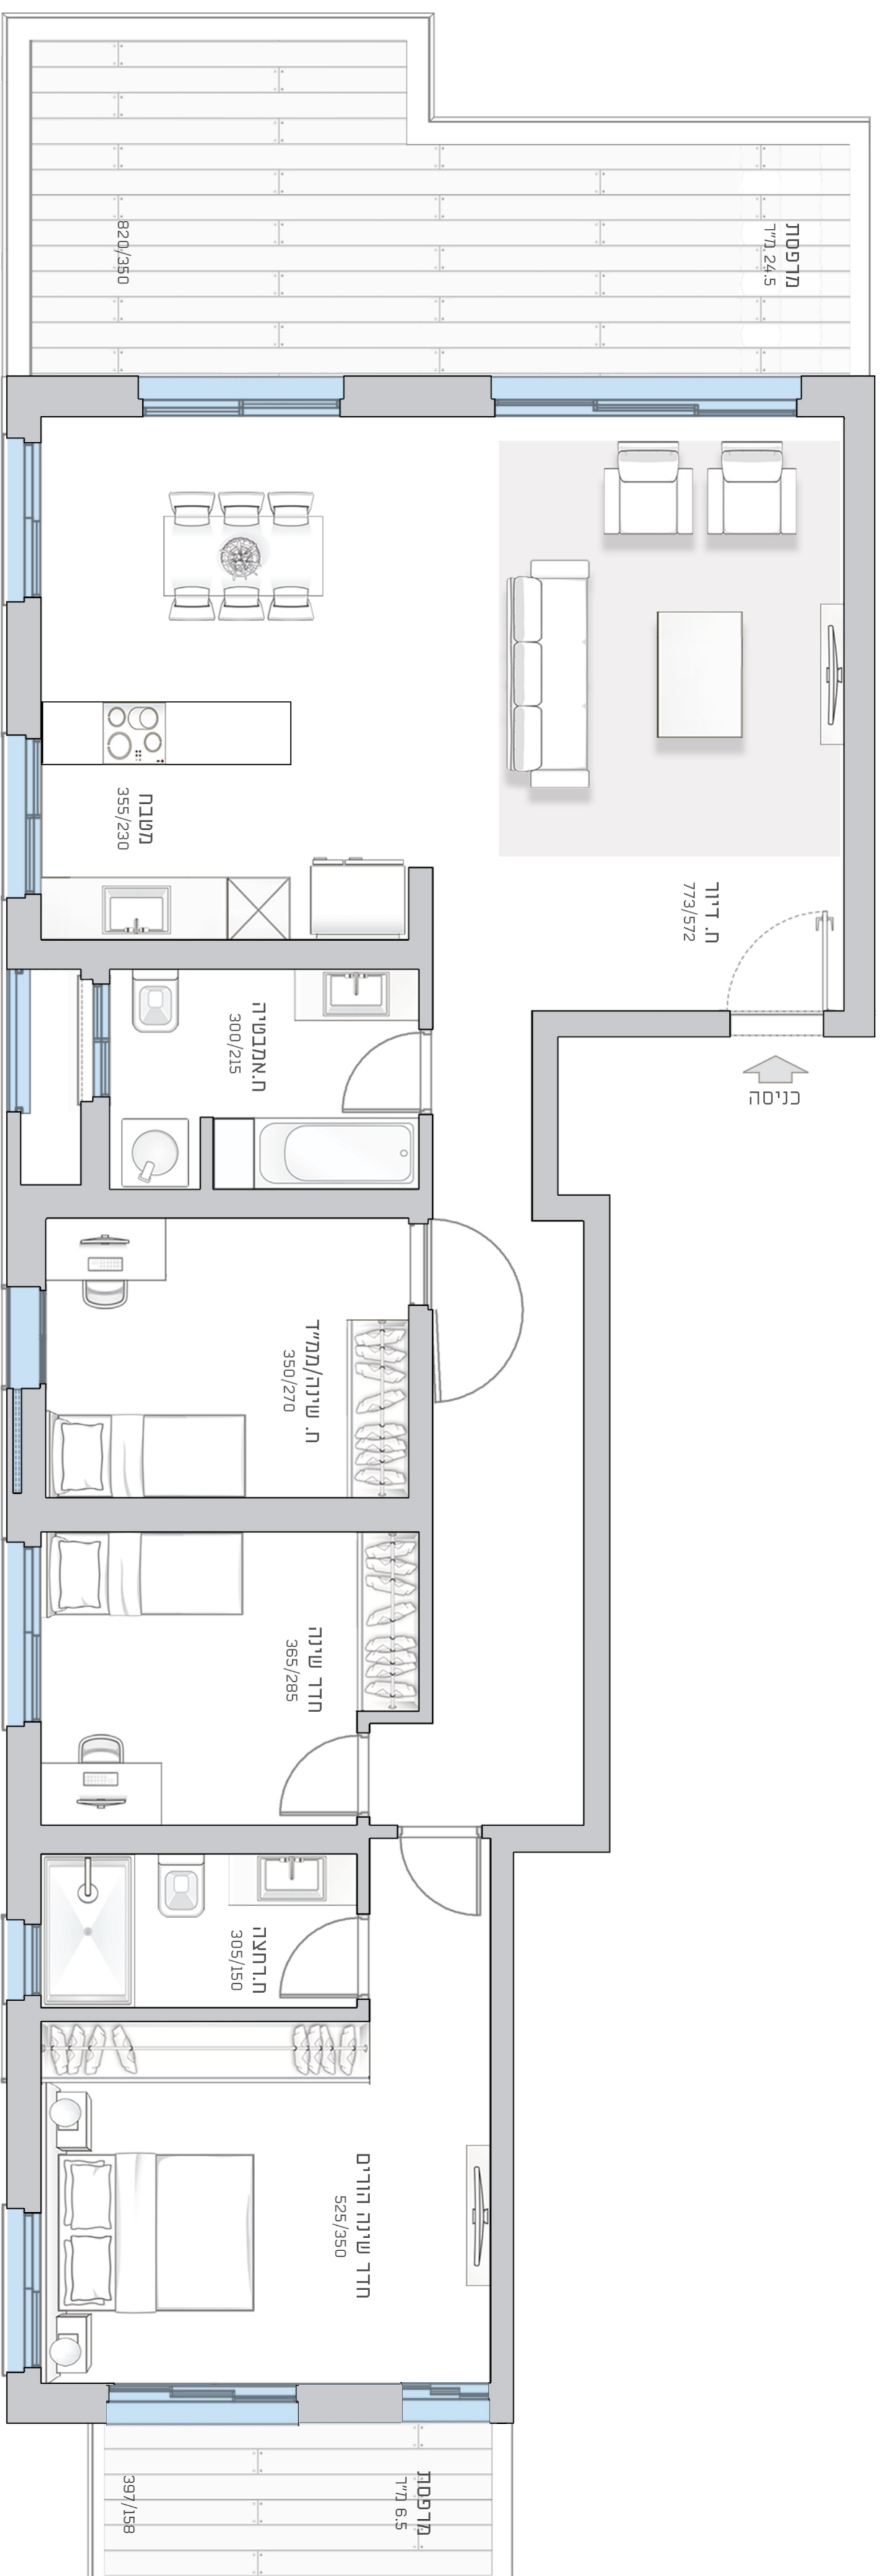 מרפסת
24.5 מ״ר
820/350
מטבח
355/230
ח. דיור
773/572
כניסה
ח.אמבטיה
300/215
ח. שינה/ממ״ד
350/270
חדר שינה
365/285
ח.רחצה
305/150
חדר שינה הורים
525/350
מרפסת
6.5 מ״ר
397/158